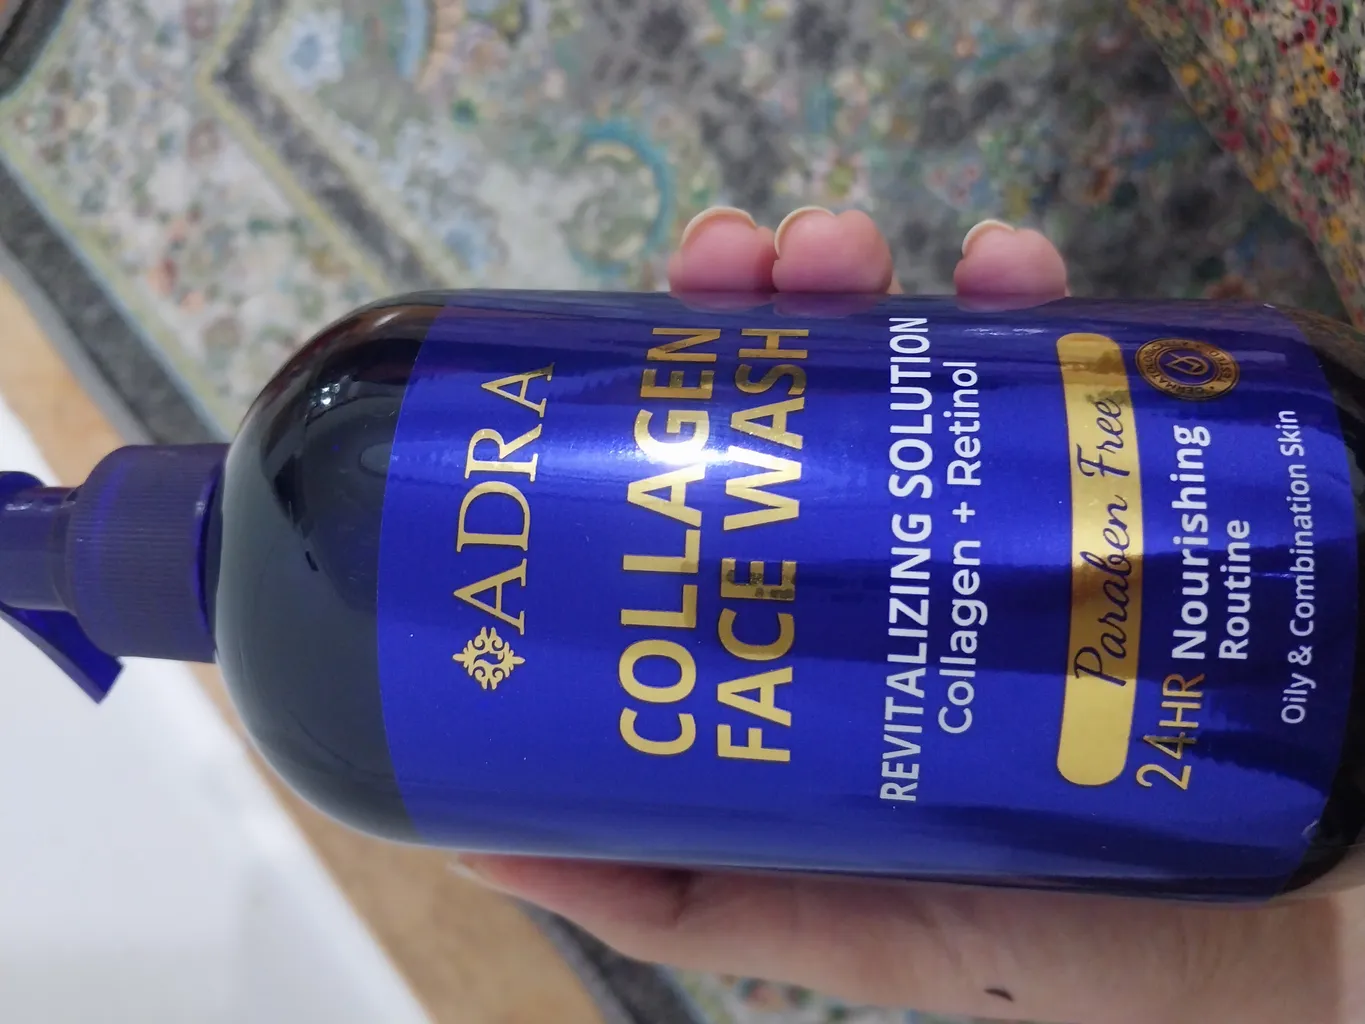 ADRA
COLLAGEN
FACE WASH
REVITALIZING SOLUTION
Collagen + Retinol
Paraben Free
24HR Nourishing
Routine
Oily & Combination Skin